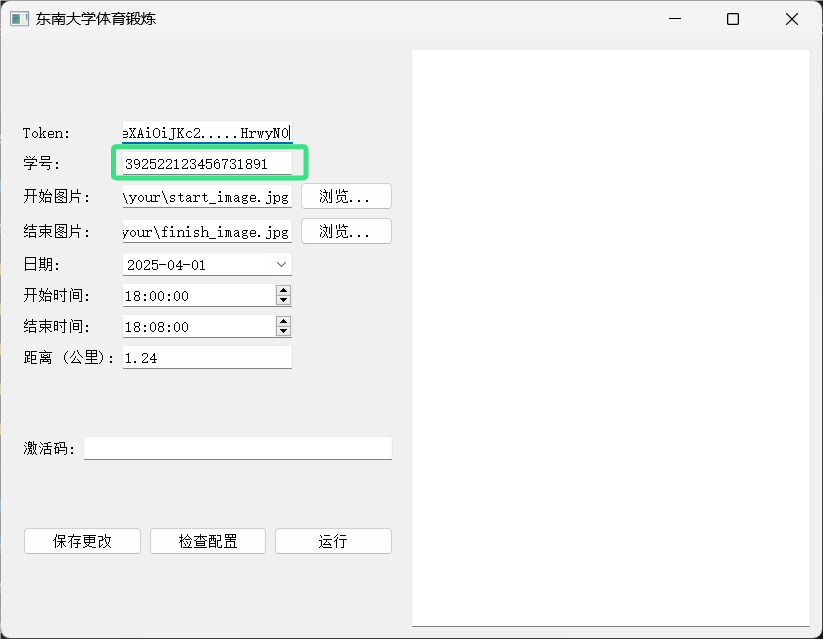 东南大学体育锻炼
Token: eXAiOiJKc2.....HrwyN0
学号: 392522123456731891
开始图片: \your\start_image.jpg 浏览...
结束图片: your\finish_image.jpg 浏览...
日期: 2025-04-01
开始时间: 18:00:00
结束时间: 18:08:00
距离 (公里): 1.24
激活码:
保存更改 检查配置 运行